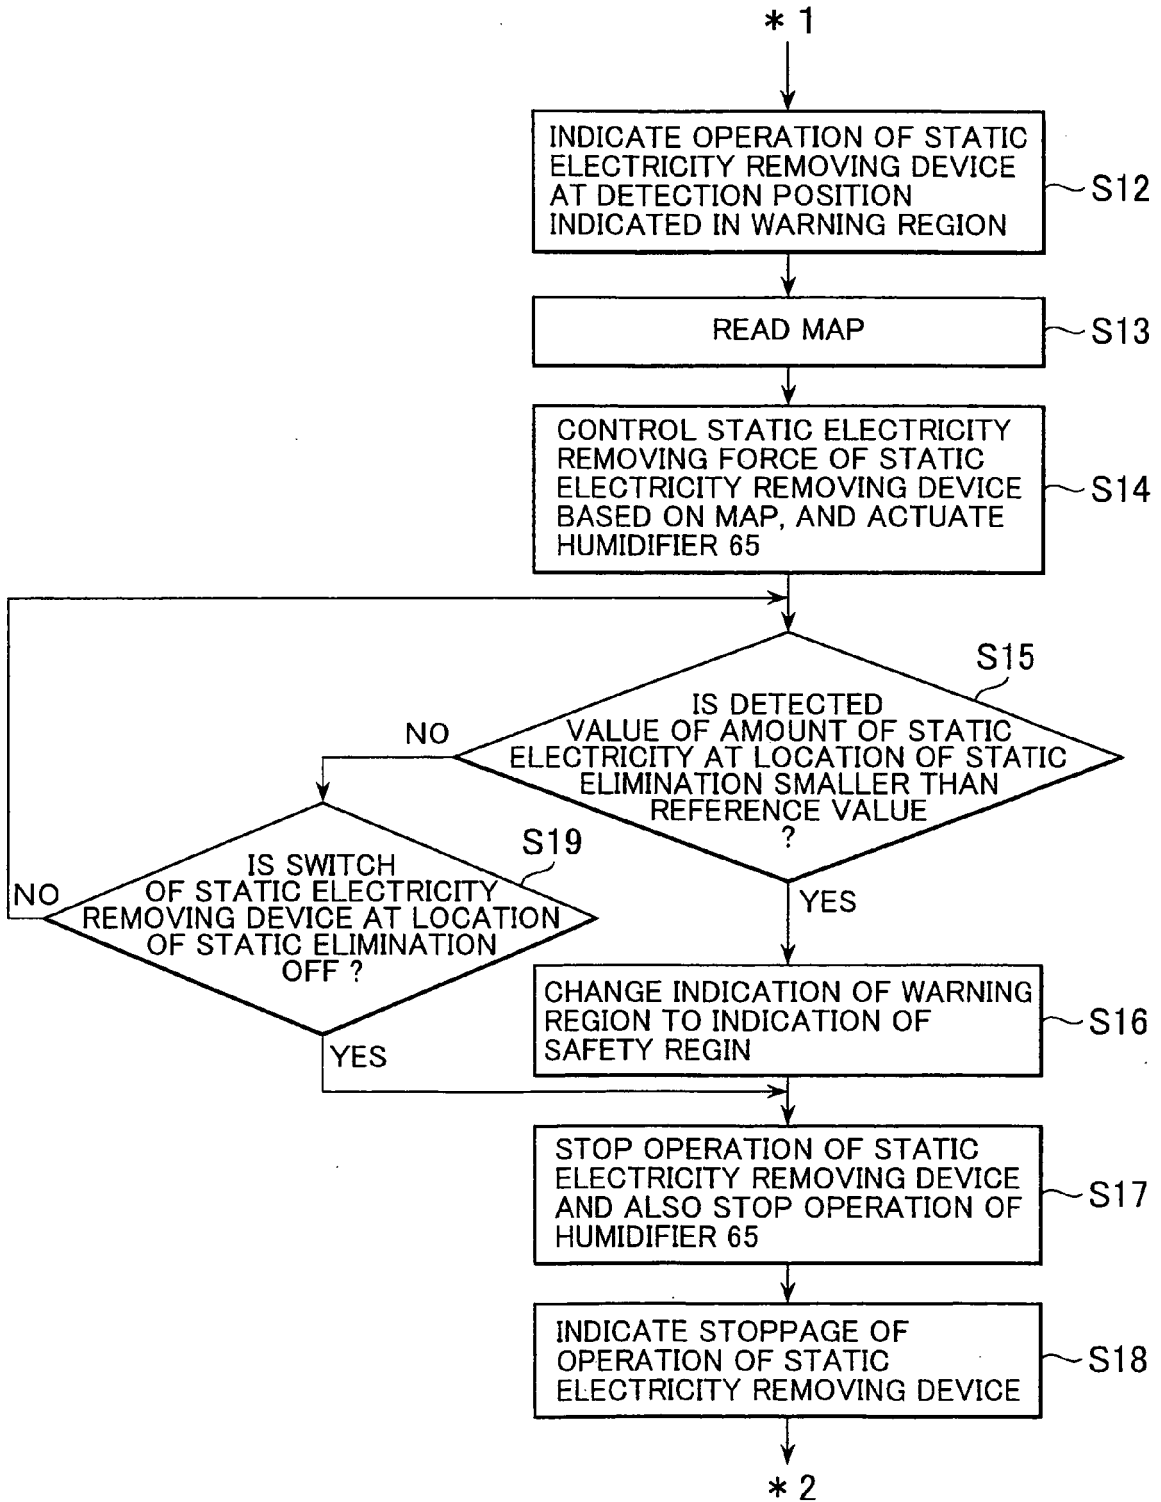 * 1
INDICATE OPERATION OF STATIC
ELECTRICITY REMOVING DEVICE
AT DETECTION POSITION
INDICATED IN WARNING REGION
S12
READ MAP
S13
CONTROL STATIC ELECTRICITY
REMOVING FORCE OF STATIC
ELECTRICITY REMOVING DEVICE
BASED ON MAP, AND ACTUATE
HUMIDIFIER 65
S14
S15
IS DETECTED
VALUE OF AMOUNT OF STATIC
ELECTRICITY AT LOCATION OF STATIC
ELIMINATION SMALLER THAN
REFERENCE VALUE
?
NO
YES
S19
IS SWITCH
OF STATIC ELECTRICITY
REMOVING DEVICE AT LOCATION
OF STATIC ELIMINATION
OFF ?
NO
YES
CHANGE INDICATION OF WARNING
REGION TO INDICATION OF
SAFETY REGIN
S16
STOP OPERATION OF STATIC
ELECTRICITY REMOVING DEVICE
AND ALSO STOP OPERATION OF
HUMIDIFIER 65
S17
INDICATE STOPPAGE OF
OPERATION OF STATIC
ELECTRICITY REMOVING DEVICE
S18
* 2